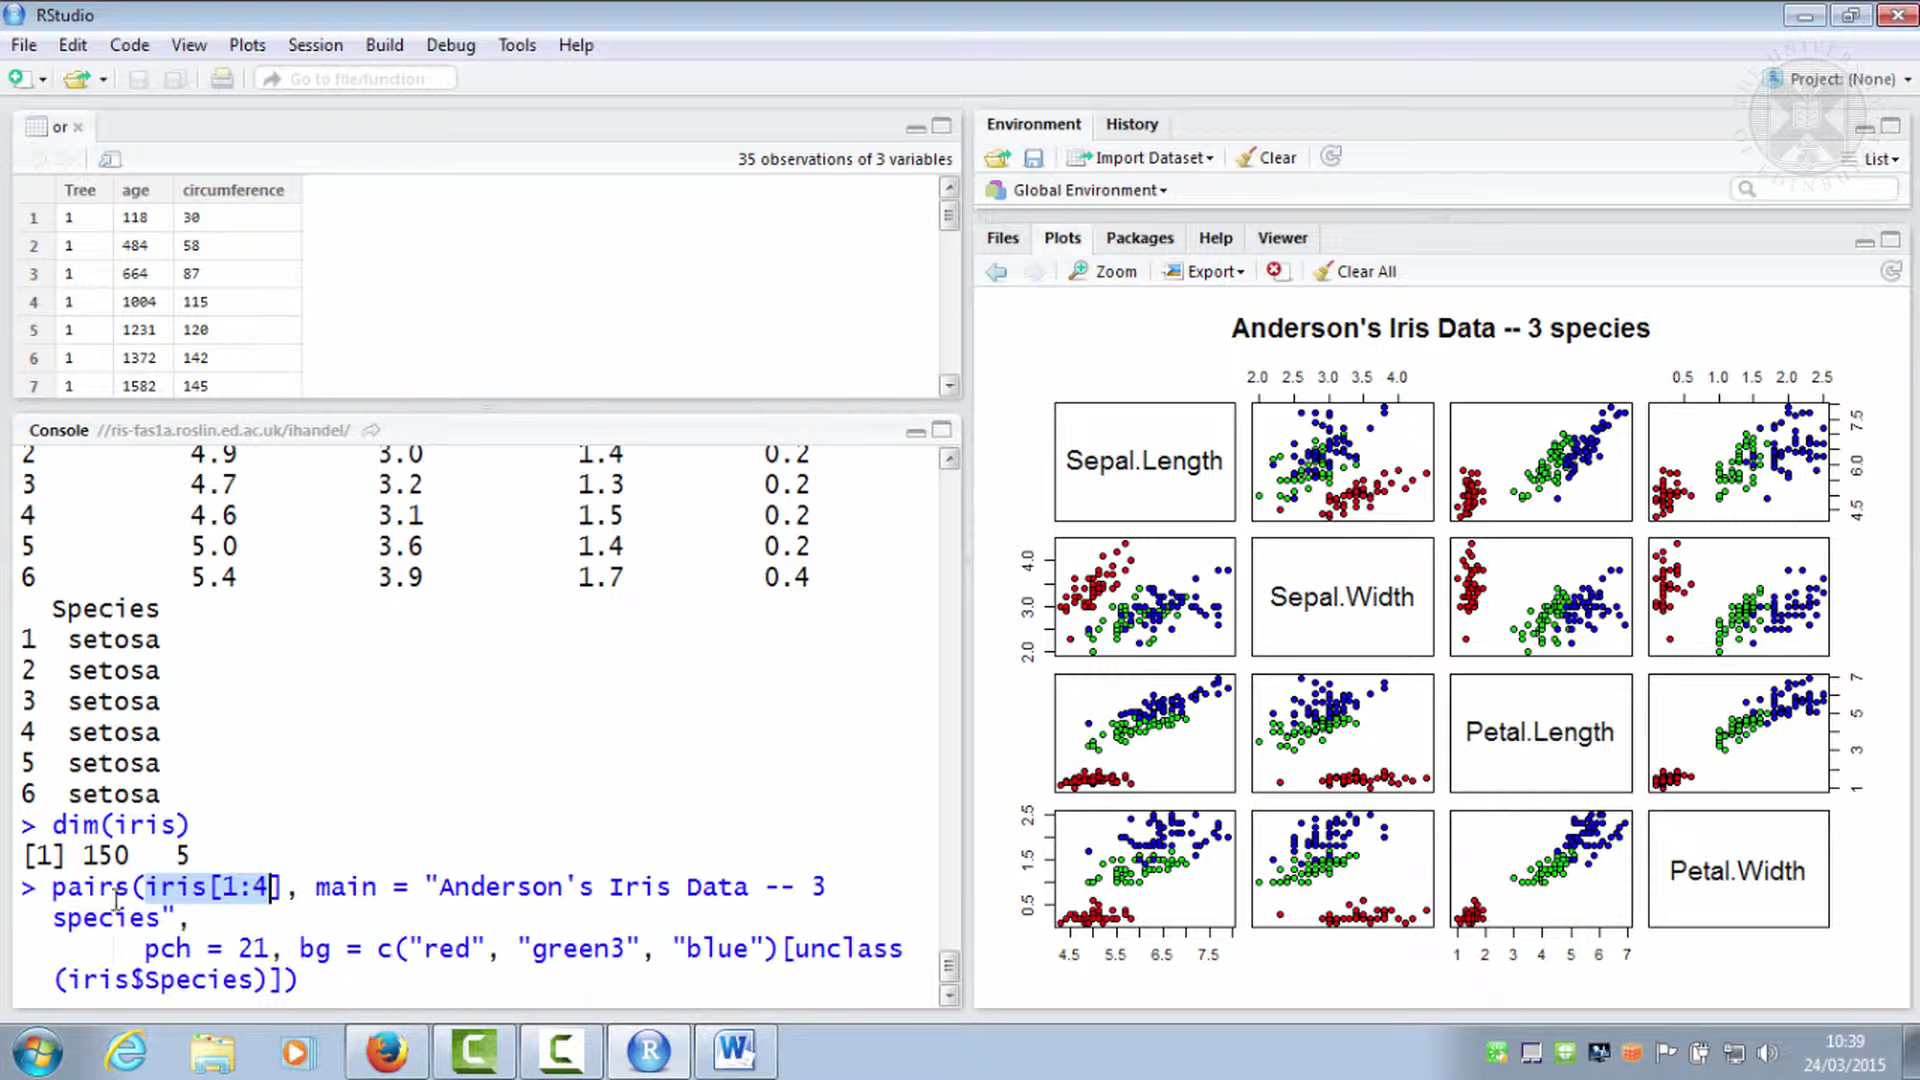 RStudio
File Edit Code View Plots Session Build Debug Tools Help
Go to file/function
Project: (None)
or
35 observations of 3 variables
Tree age circumference
1 1 118 30
2 1 484 58
3 1 664 87
4 1 1004 115
5 1 1231 120
6 1 1372 142
7 1 1582 145
Console //ris-fas1a.roslin.ed.ac.uk/ihandel/
2 4.9 3.0 1.4 0.2
3 4.7 3.2 1.3 0.2
4 4.6 3.1 1.5 0.2
5 5.0 3.6 1.4 0.2
6 5.4 3.9 1.7 0.4
Species
1 setosa
2 setosa
3 setosa
4 setosa
5 setosa
6 setosa
> dim(iris)
[1] 150 5
> pairs(iris[1:4], main = "Anderson's Iris Data -- 3
species",
pch = 21, bg = c("red", "green3", "blue")[unclass
(iris$Species)])
Environment History
Import Dataset Clear
List
Global Environment
Files Plots Packages Help Viewer
Zoom Export Clear All
Anderson's Iris Data -- 3 species
2.0 2.5 3.0 3.5 4.0
0.5 1.0 1.5 2.0 2.5
Sepal.Length
4.5 6.0 7.5
2.0 3.0 4.0
Sepal.Width
Petal.Length
1 3 5 7
0.5 1.5 2.5
Petal.Width
4.5 5.5 6.5 7.5
1 2 3 4 5 6 7
10:39
24/03/2015